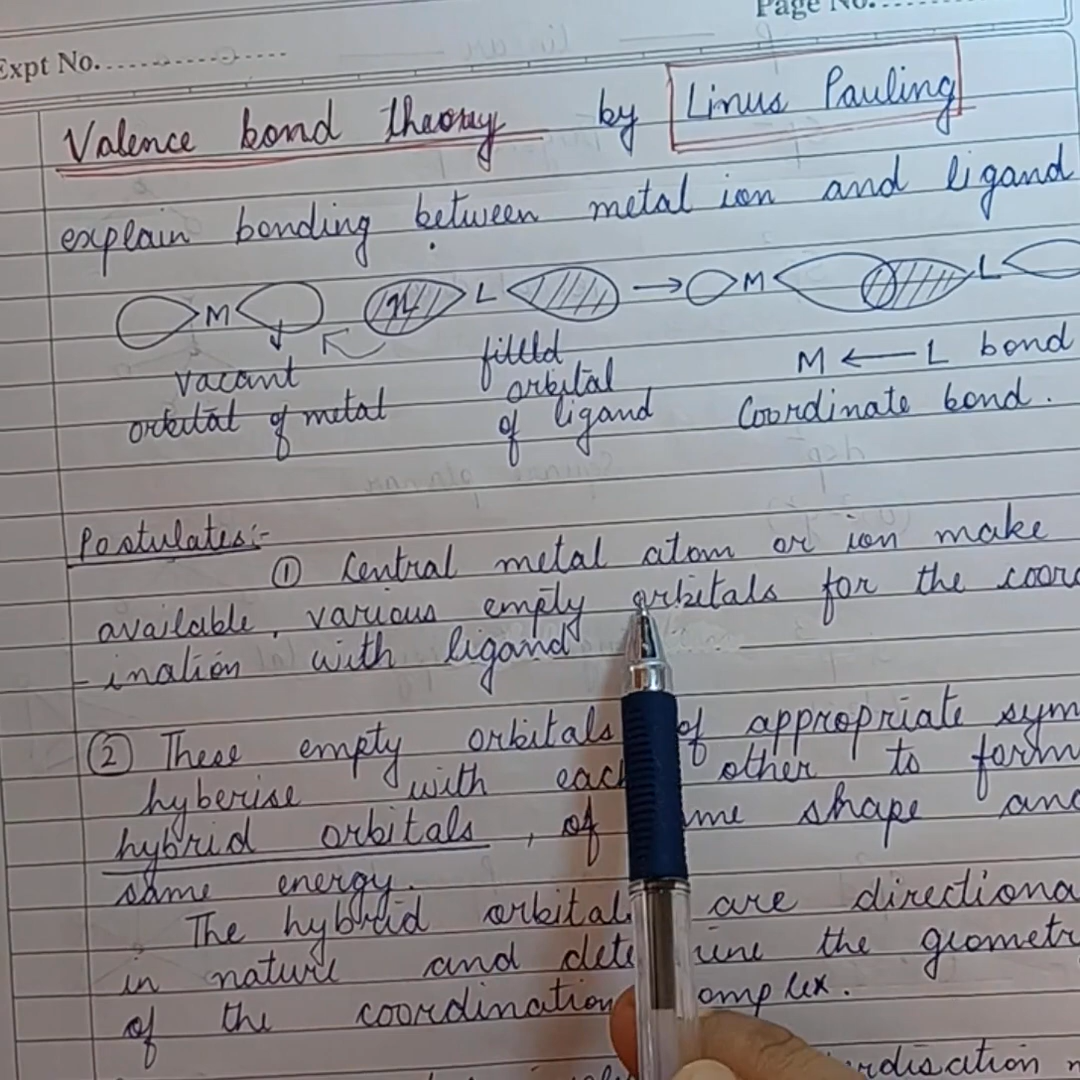 Page No.
Expt No.
Valence bond theory by Linus Pauling
explain bonding between metal ion and ligand
M L → M L
vacant orbital of metal
filled orbital of ligand
M ← L bond
Coordinate bond.
Postulates:-
① Central metal atom or ion make
available, various empty orbitals for the coord
-ination with ligand
② These empty orbitals of appropriate sym
hyberise with each other to form
hybrid orbitals, of same shape and
same energy.
The hybrid orbitals are directional
in nature and determine the geometr
of the coordination complex.